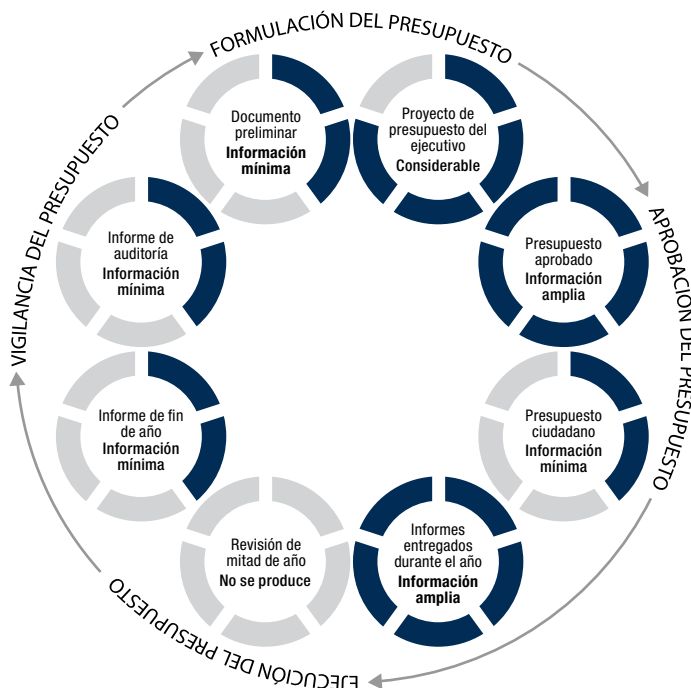 FORMULACIÓN DEL PRESUPUESTO
Documento
preliminar
Información
mínima
Proyecto de
presupuesto del
ejecutivo
Considerable
APROBACIÓN DEL PRESUPUESTO
Presupuesto
aprobado
Información
amplia
Presupuesto
ciudadano
Información
mínima
Informes
entregados
durante el año
Información
amplia
EJECUCIÓN DEL PRESUPUESTO
Revisión de
mitad de año
No se produce
Informe de fin
de año
Información
mínima
VIGILANCIA DEL PRESUPUESTO
Informe de
auditoría
Información
mínima